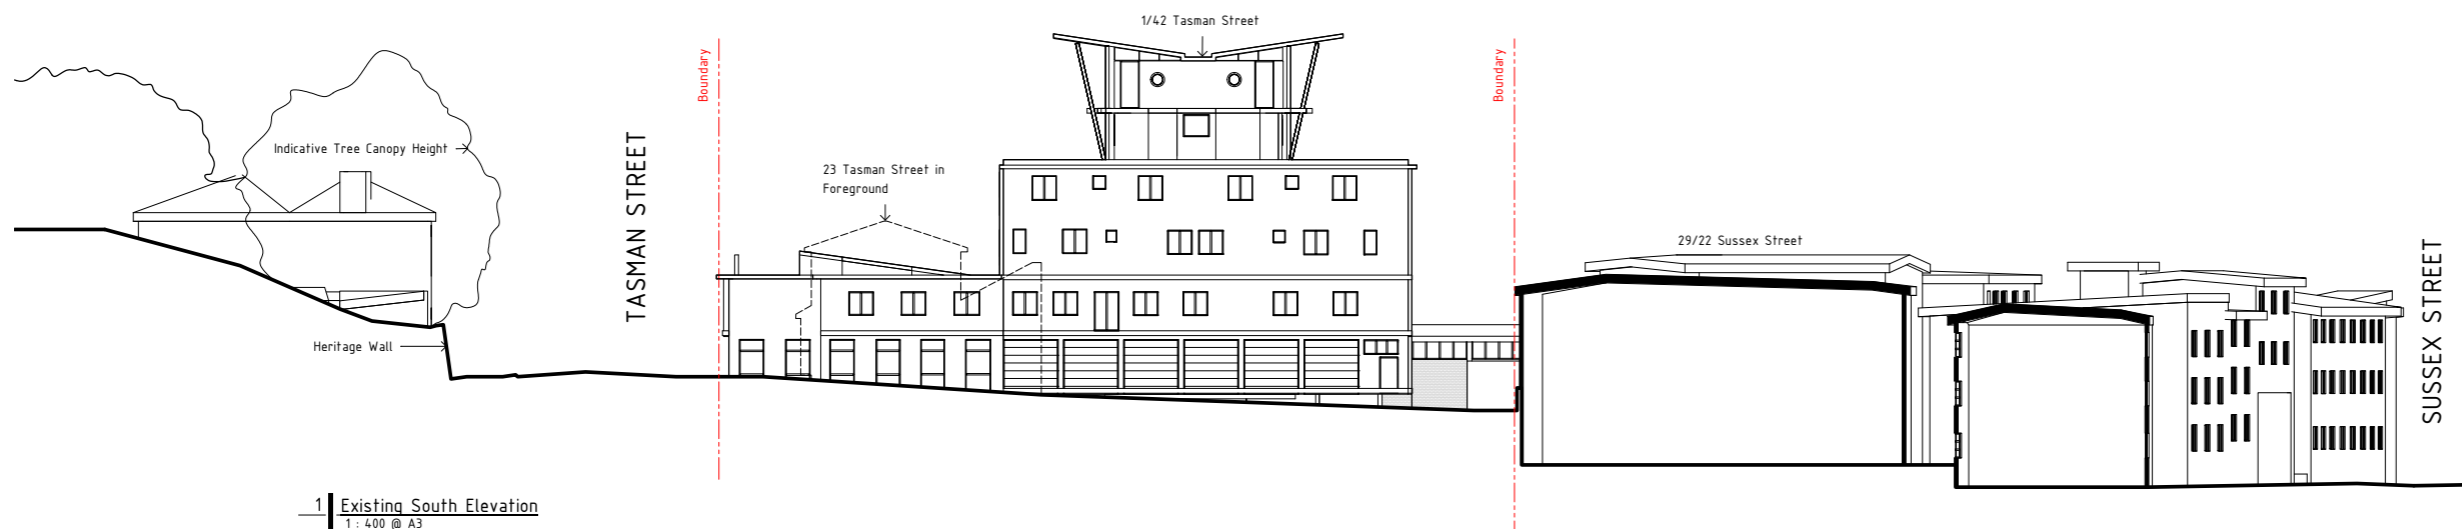 1/42 Tasman Street
Boundary
Boundary
Indicative Tree Canopy Height
TASMAN STREET
23 Tasman Street in
Foreground
29/22 Sussex Street
SUSSEX STREET
Heritage Wall
1 Existing South Elevation
1 : 400 @ A3